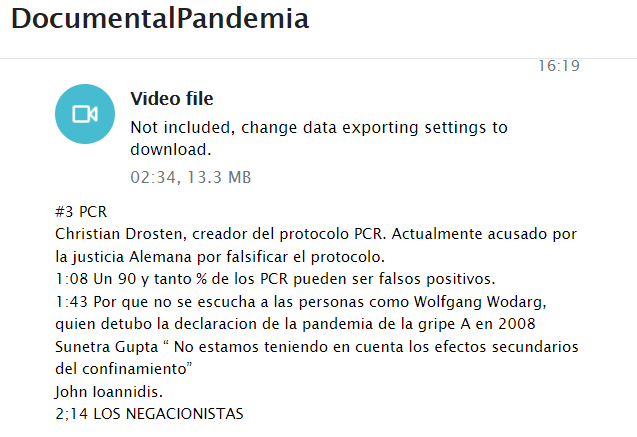 DocumentalPandemia
16:19
Video file
Not included, change data exporting settings to
download.
02:34, 13.3 MB
#3 PCR
Christian Drosten, creador del protocolo PCR. Actualmente acusado por
la justicia Alemana por falsificar el protocolo.
1:08 Un 90 y tanto % de los PCR pueden ser falsos positivos.
1:43 Por que no se escucha a las personas como Wolfgang Wodarg,
quien detubo la declaracion de la pandemia de la gripe A en 2008
Sunetra Gupta “ No estamos teniendo en cuenta los efectos secundarios
del confinamiento”
John Ioannidis.
2;14 LOS NEGACIONISTAS